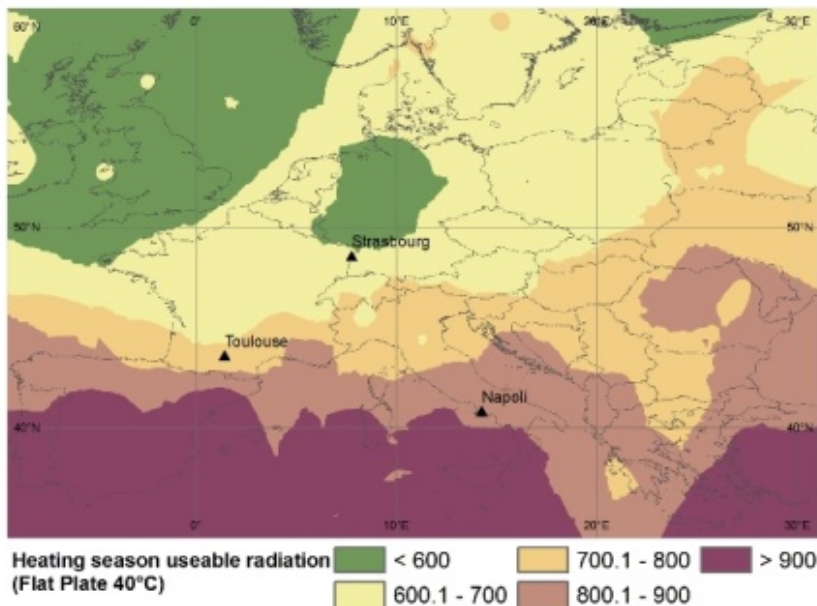 60°N 0° 10°E 20°E 30°E
50°N Strasbourg 50°N
Toulouse
Napoli
40°N 40°N
0° 10°E 20°E 30°E
Heating season useable radiation
(Flat Plate 40°C)
< 600
700.1 - 800
> 900
600.1 - 700
800.1 - 900